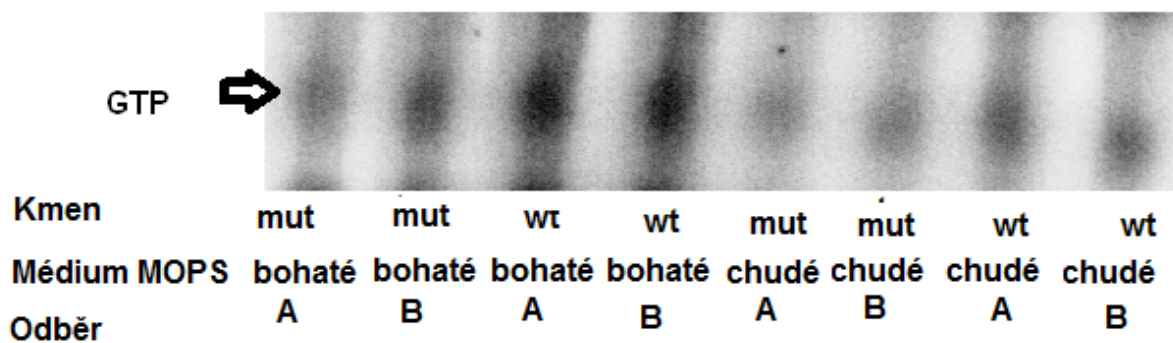 GTP
Kmen mut mut wt wt mut mut wt wt
Médium MOPS bohaté bohaté bohaté bohaté chudé chudé chudé chudé
Odběr A B A B A B A B